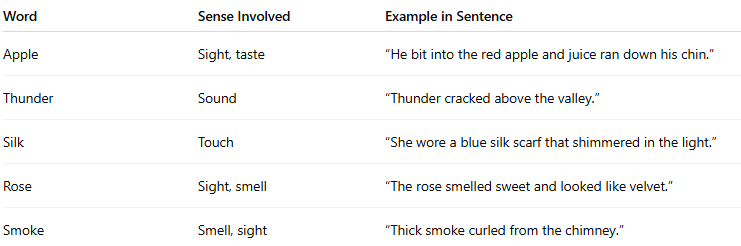 Word Sense Involved Example in Sentence
Apple Sight, taste “He bit into the red apple and juice ran down his chin.”
Thunder Sound “Thunder cracked above the valley.”
Silk Touch “She wore a blue silk scarf that shimmered in the light.”
Rose Sight, smell “The rose smelled sweet and looked like velvet.”
Smoke Smell, sight “Thick smoke curled from the chimney.”